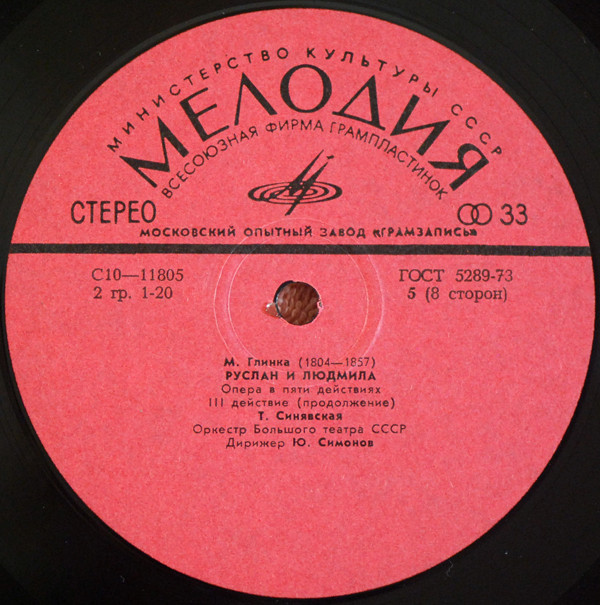 МИНИСТЕРСТВО КУЛЬТУРЫ СССР
МЕЛОДИЯ
ВСЕСОЮЗНАЯ ФИРМА ГРАМПЛАСТИНОК
СТЕРЕО
33
МОСКОВСКИЙ ОПЫТНЫЙ ЗАВОД «ГРАМЗАПИСЬ»
С10—11805
ГОСТ 5289-73
2 гр. 1-20
5 (8 сторон)
М. Глинка (1804—1857)
РУСЛАН И ЛЮДМИЛА
Опера в пяти действиях
III действие (продолжение)
Т. Синявская
Оркестр Большого театра СССР
Дирижер Ю. Симонов